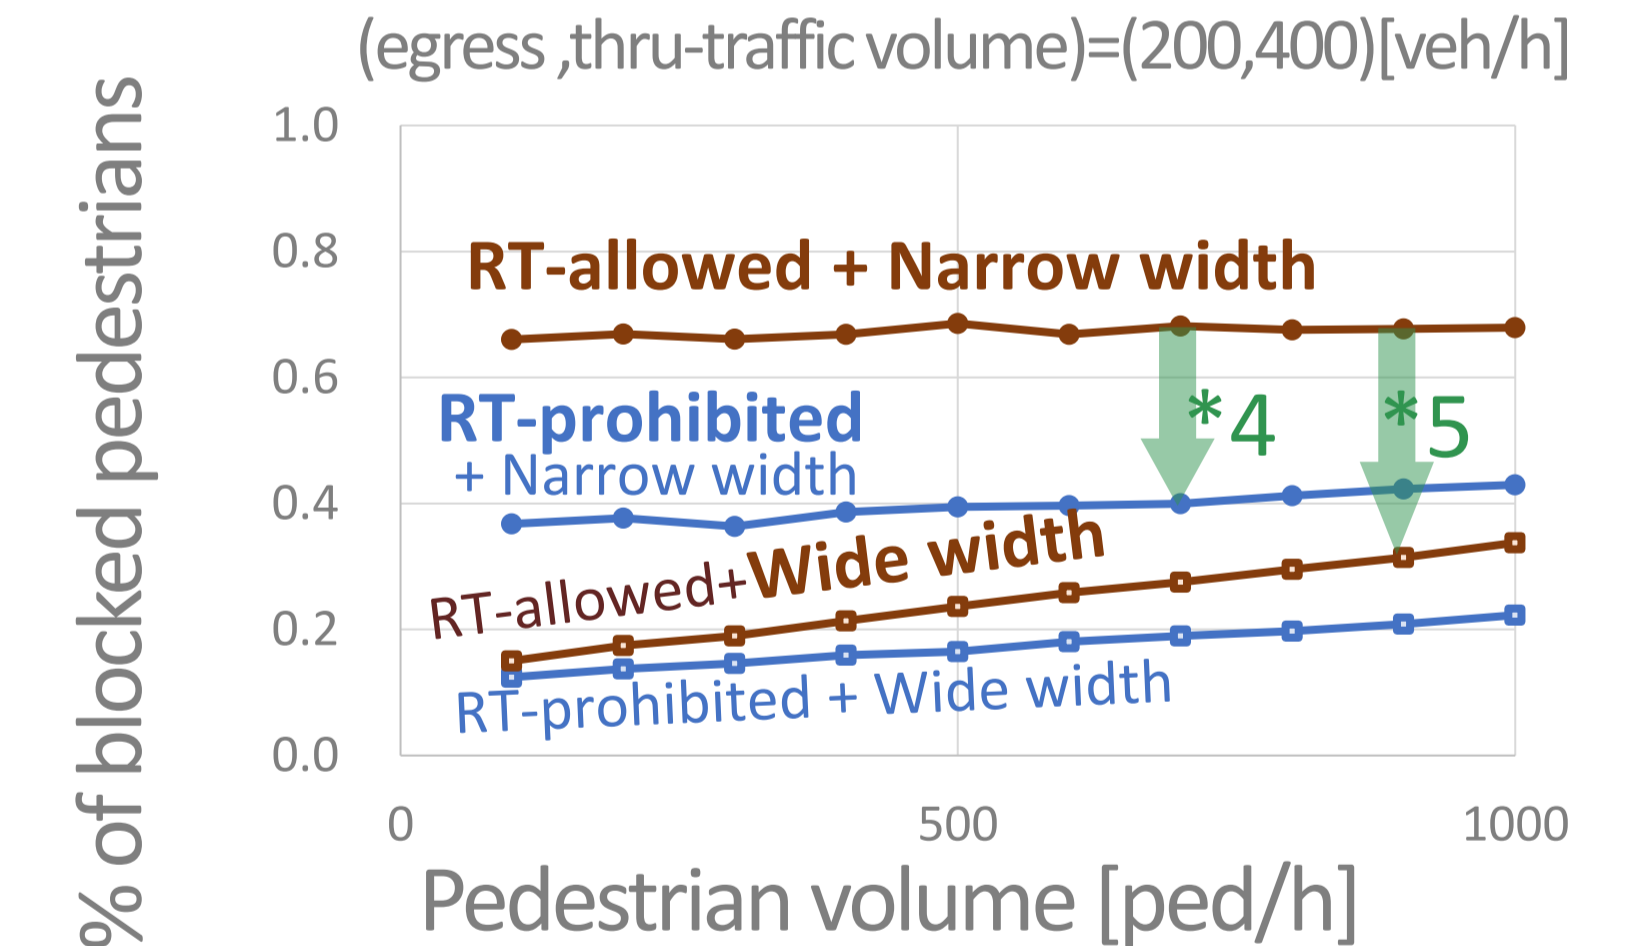 (egress ,thru-traffic volume)=(200,400)[veh/h]
% of blocked pedestrians
1.0
0.8
RT-allowed + Narrow width
0.6
RT-prohibited
+ Narrow width
*4
*5
0.4
RT-allowed+Wide width
0.2
RT-prohibited + Wide width
0.0
0
500
1000
Pedestrian volume [ped/h]